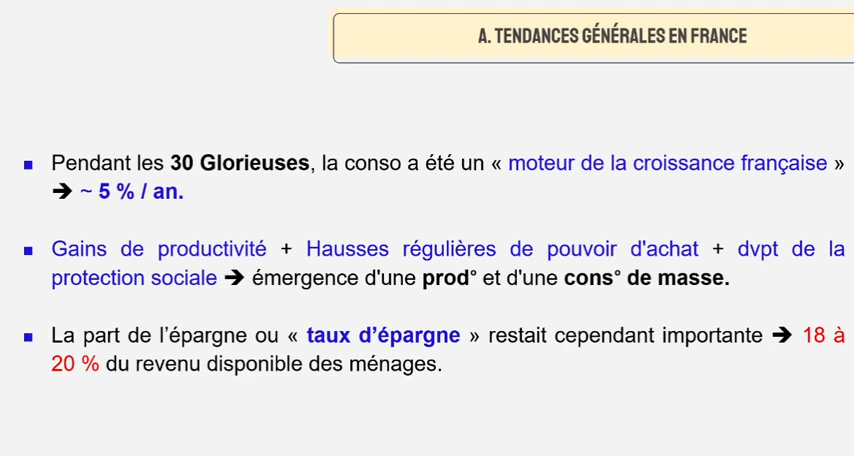 A. TENDANCES GÉNÉRALES EN FRANCE
▪ Pendant les 30 Glorieuses, la conso a été un « moteur de la croissance française »
➔ ~ 5 % / an.
▪ Gains de productivité + Hausses régulières de pouvoir d'achat + dvpt de la
protection sociale ➔ émergence d'une prod° et d'une cons° de masse.
▪ La part de l’épargne ou « taux d’épargne » restait cependant importante ➔ 18 à
20 % du revenu disponible des ménages.